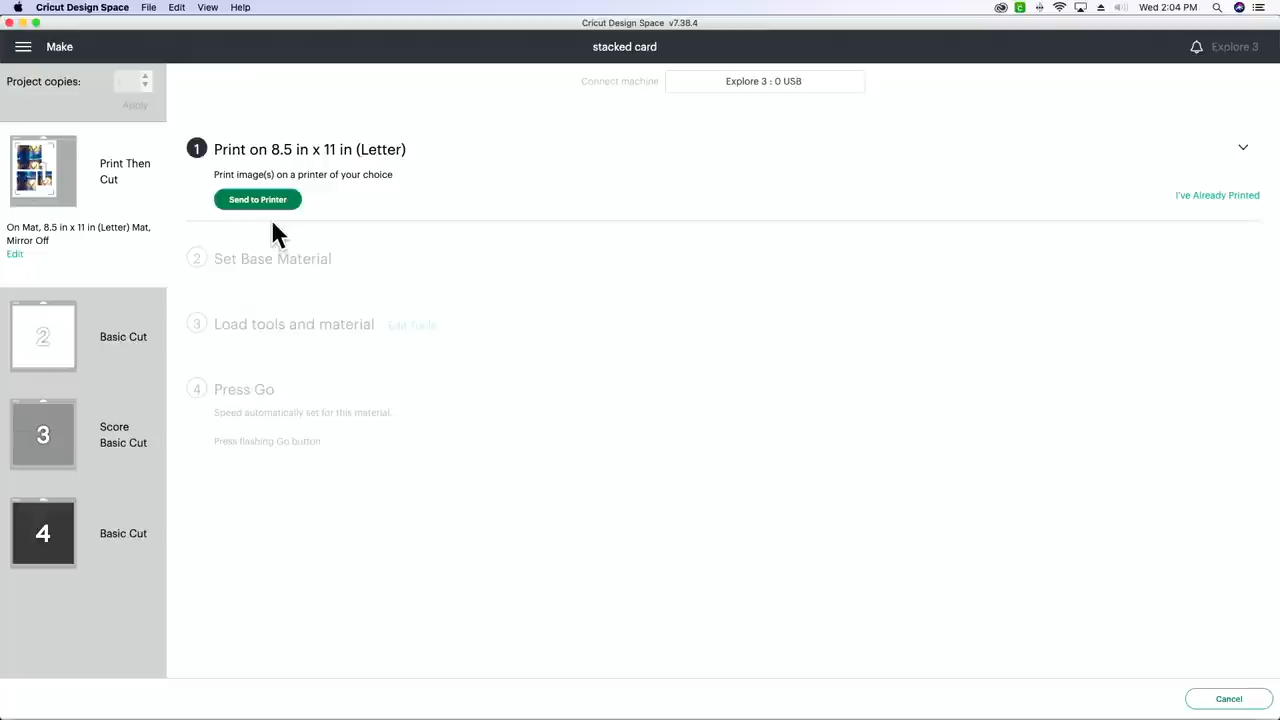 Cricut Design Space File Edit View Help
Wed 2:04 PM
Cricut Design Space v7.38.4
Make
stacked card
Explore 3
Project copies:
Apply
Connect machine
Explore 3 : 0 USB
Print Then
Cut
On Mat, 8.5 in x 11 in (Letter) Mat,
Mirror Off
Edit
1 Print on 8.5 in x 11 in (Letter)
Print image(s) on a printer of your choice
Send to Printer
I've Already Printed
2 Set Base Material
3 Load tools and material Edit Tools
4 Press Go
Speed automatically set for this material.
Press flashing Go button
2
Basic Cut
3
Score
Basic Cut
4
Basic Cut
Cancel